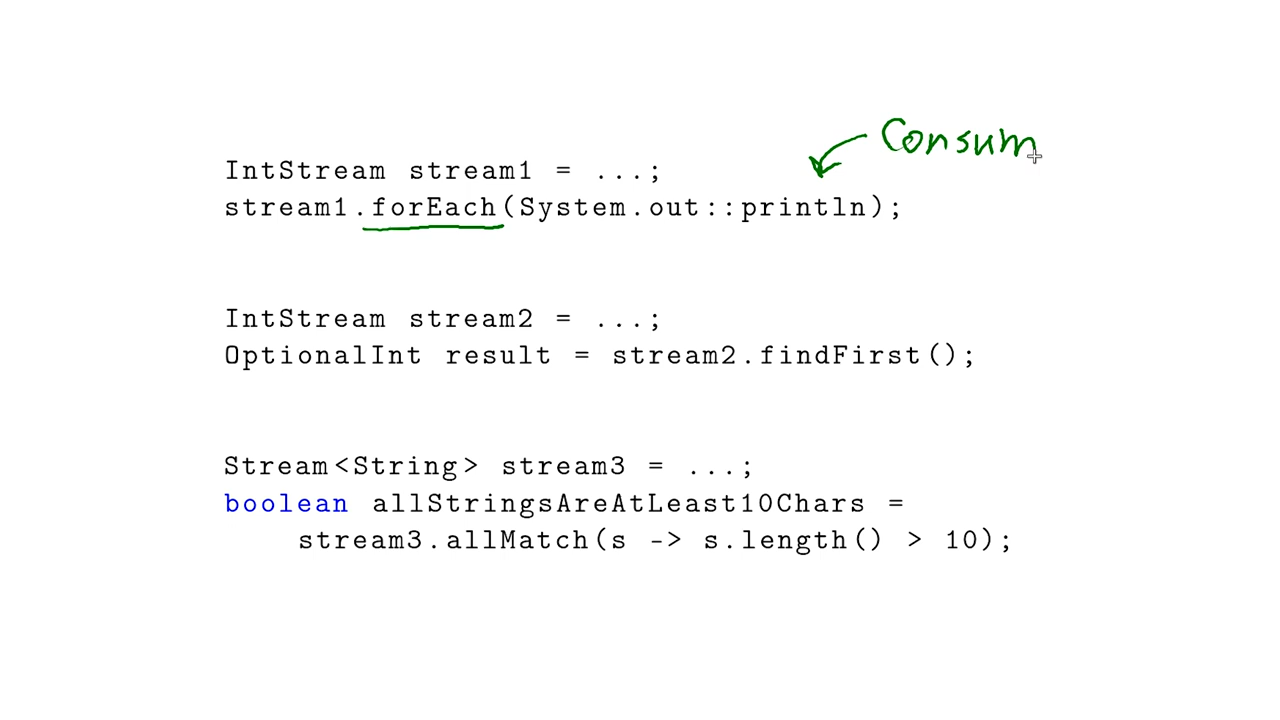 Consum
IntStream stream1 = ...;
stream1.forEach(System.out::println);
IntStream stream2 = ...;
OptionalInt result = stream2.findFirst();
Stream<String> stream3 = ...;
boolean allStringsAreAtLeast10Chars =
stream3.allMatch(s -> s.length() > 10);